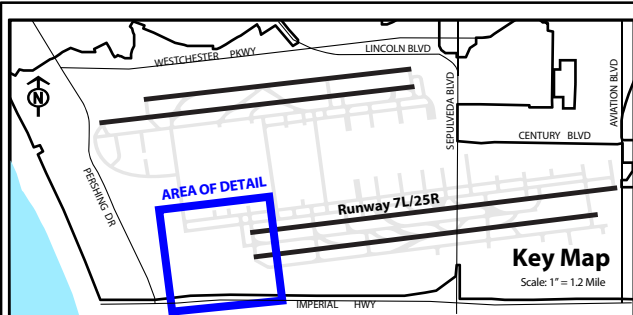 WESTCHESTER PKWY
LINCOLN BLVD
N
SEPULVEDA BLVD
AVIATION BLVD
CENTURY BLVD
PERSHING DR
AREA OF DETAIL
Runway 7L/25R
Key Map
Scale: 1" = 1.2 Mile
IMPERIAL HWY